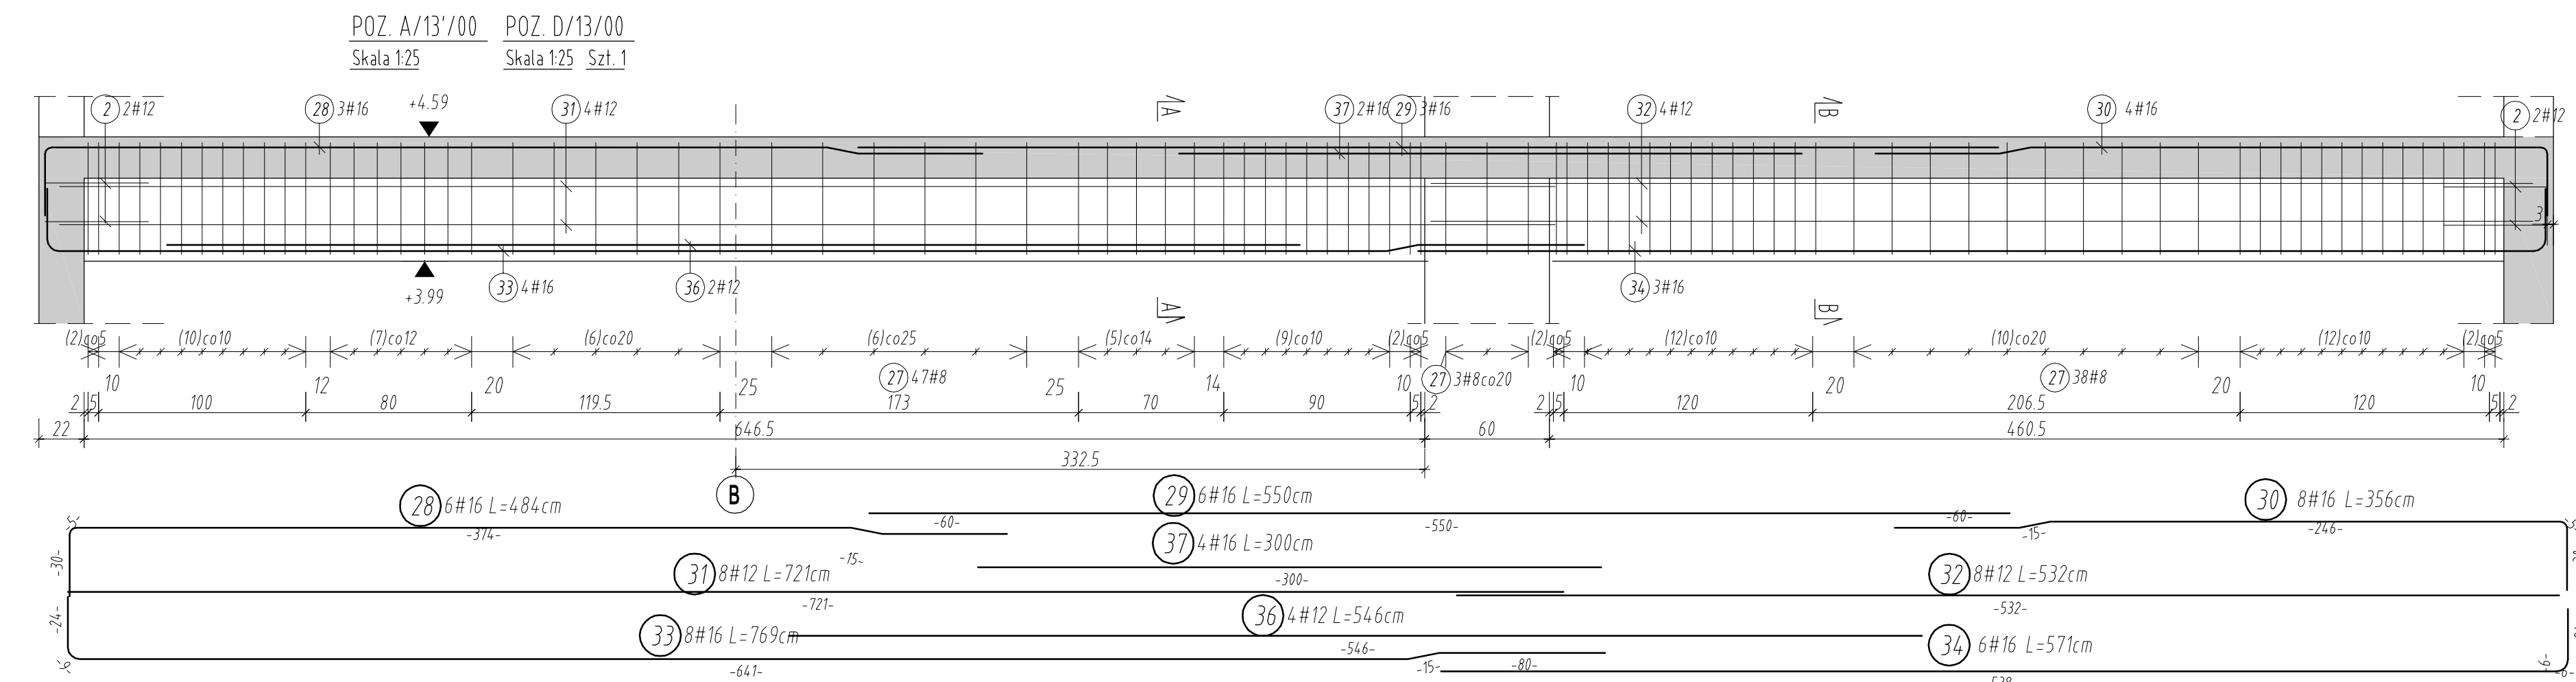 POZ. A/13'/00 POZ. D/13/00
Skala 1:25 Skala 1:25 Szt. 1
2 2#12 28 3#16 +4.59 31 4#12 A 37 2#16 29 3#16 32 4#12 B 30 4#16 2 2#12
3
+3.99 33 4#16 36 2#12 A 34 3#16 B
(2)co5 (10)co10 (7)co12 (6)co20 (6)co25 (5)co14 (9)co10 (2)co5 (2)co5 (12)co10 (10)co20 (12)co10 (2)co5
10 12 20 25 27 47#8 25 14 10 27 3#8co20 10 20 27 38#8 20 10
2 5 100 80 119.5 173 70 90 5 2 2 5 120 206.5 120 5 2
22 646.5 60 460.5
332.5
B
28 6#16 L=484cm 29 6#16 L=550cm 30 8#16 L=356cm
5 -374- -60- -550- -60- -15- -246-
-30- -15- 37 4#16 L=300cm
31 8#12 L=721cm -300- 32 8#12 L=532cm
-24- -721- 36 4#12 L=546cm -532-
33 8#16 L=769cm -546- 34 6#16 L=571cm
-9- -641- -15- -80- -9-